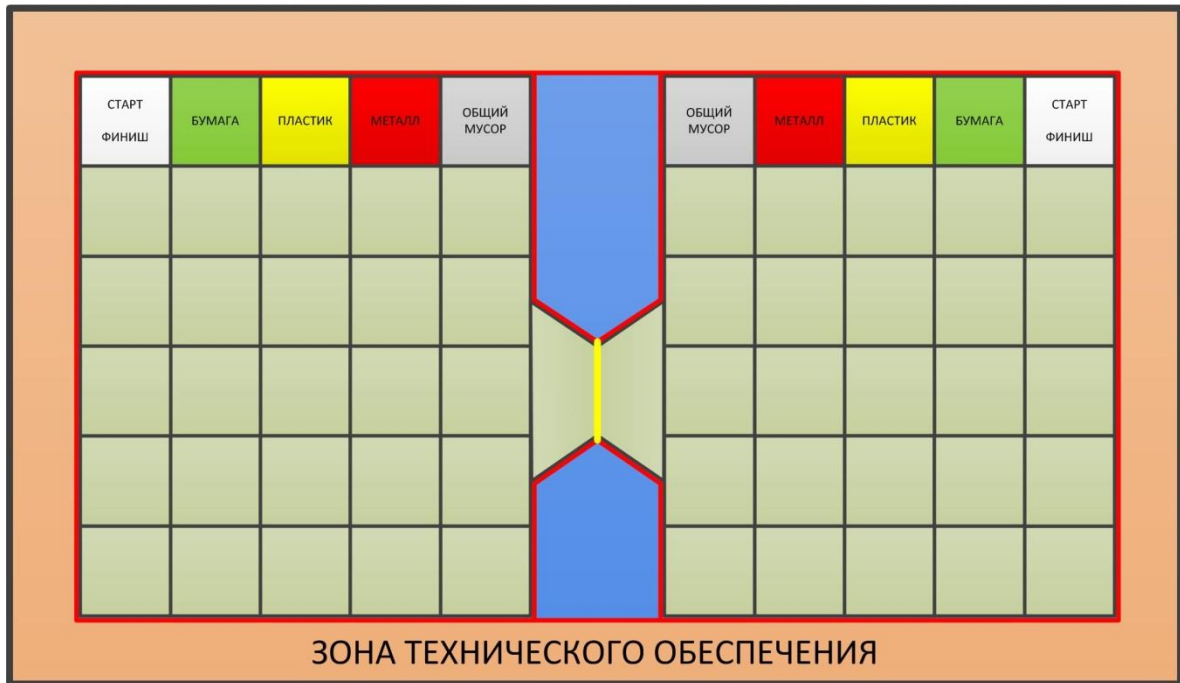 СТАРТ
ФИНИШ
БУМАГА
ПЛАСТИК
МЕТАЛЛ
ОБЩИЙ
МУСОР
ОБЩИЙ
МУСОР
МЕТАЛЛ
ПЛАСТИК
БУМАГА
СТАРТ
ФИНИШ
ЗОНА ТЕХНИЧЕСКОГО ОБЕСПЕЧЕНИЯ